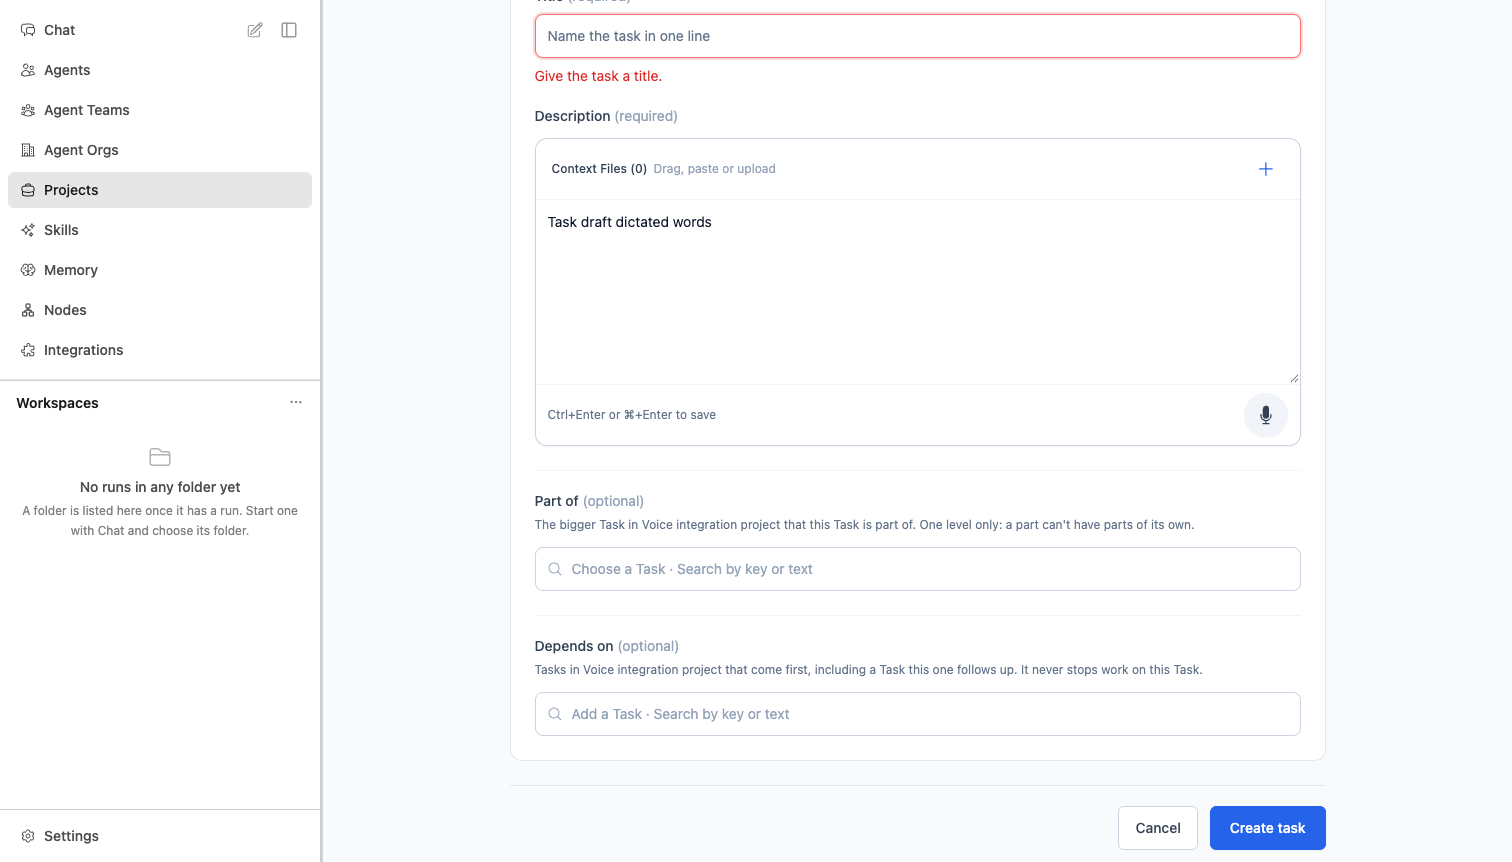 Chat
Agents
Agent Teams
Agent Orgs
Projects
Skills
Memory
Nodes
Integrations
Workspaces
No runs in any folder yet
A folder is listed here once it has a run. Start one
with Chat and choose its folder.
Settings
Title (required)
Name the task in one line
Give the task a title.
Description (required)
Context Files (0) Drag, paste or upload
Task draft dictated words
Ctrl+Enter or ⌘+Enter to save
Part of (optional)
The bigger Task in Voice integration project that this Task is part of. One level only: a part can't have parts of its own.
Choose a Task · Search by key or text
Depends on (optional)
Tasks in Voice integration project that come first, including a Task this one follows up. It never stops work on this Task.
Add a Task · Search by key or text
Cancel
Create task